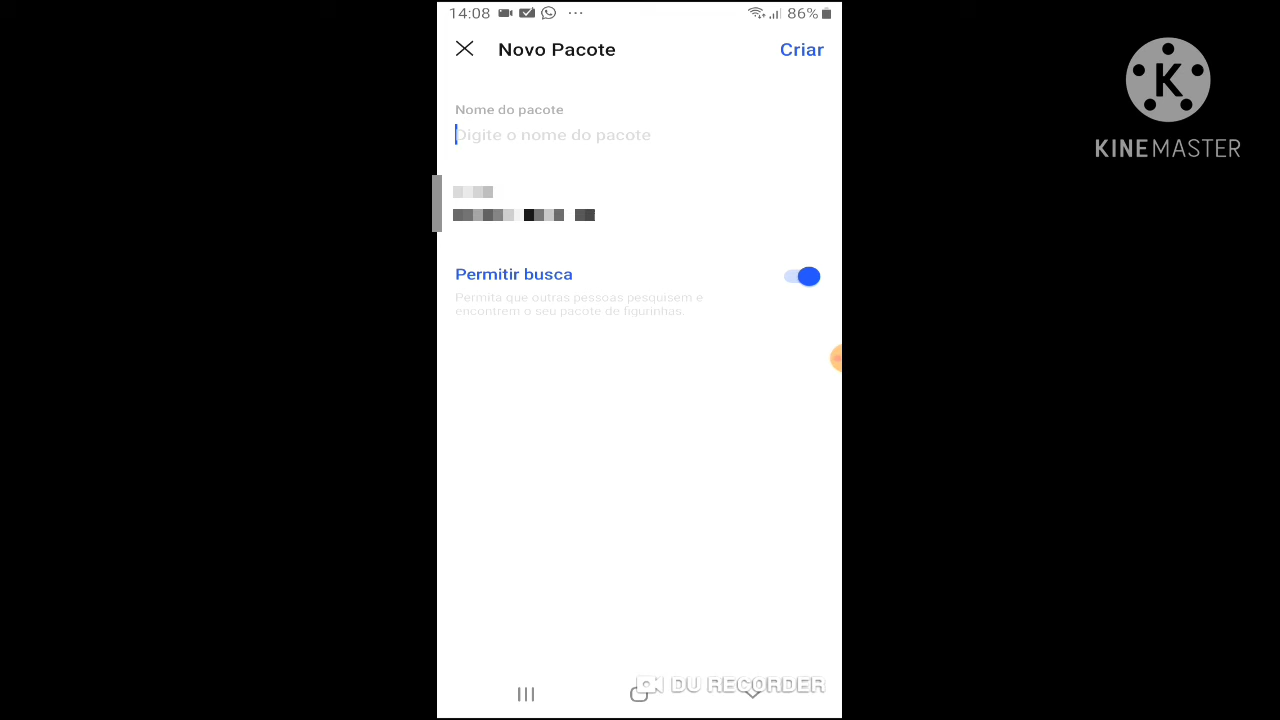 14:08 ... 86%
Novo Pacote
Criar
Nome do pacote
Digite o nome do pacote
Permitir busca
Permita que outras pessoas pesquisem e
encontrem o seu pacote de figurinhas.
DU RECORDER
K
KINEMASTER